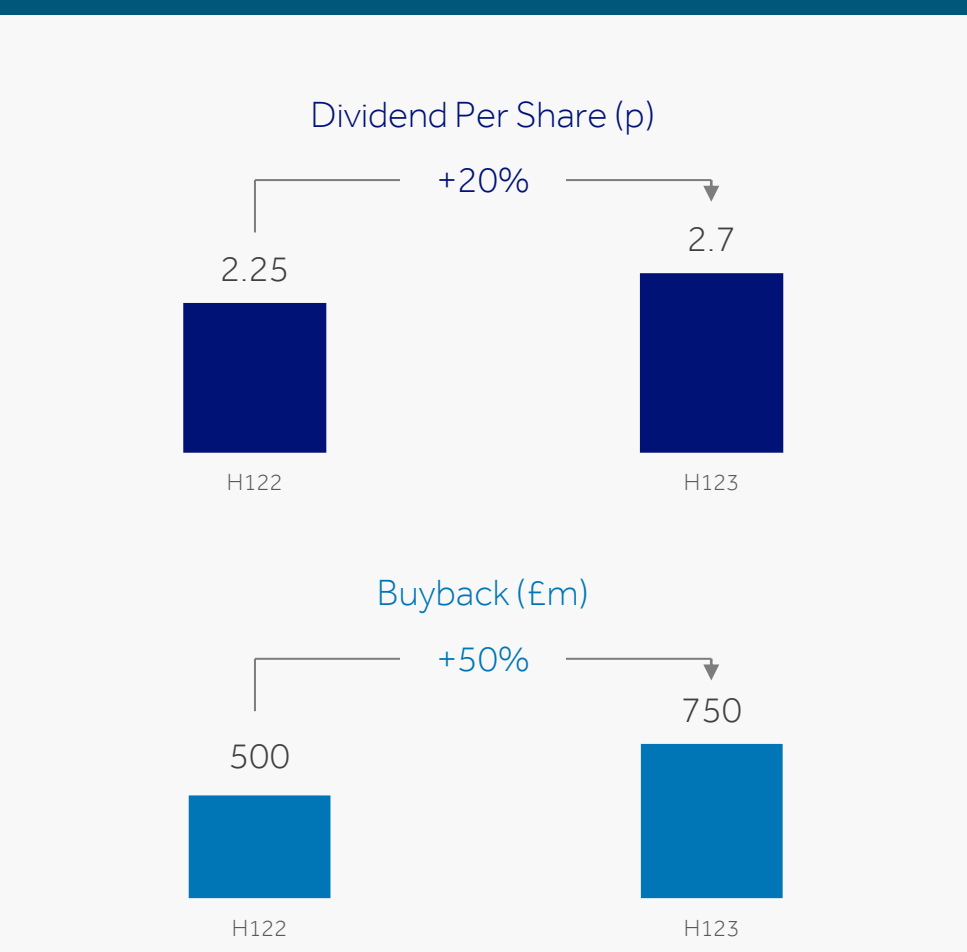 Dividend Per Share (p)
+20%
2.25
2.7
H122
H123
Buyback (£m)
+50%
500
750
H122
H123